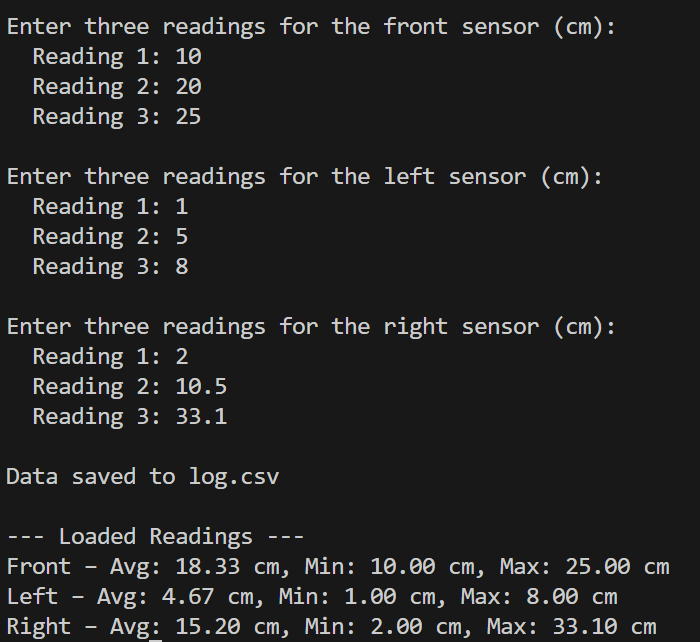 Enter three readings for the front sensor (cm):
  Reading 1: 10
  Reading 2: 20
  Reading 3: 25

Enter three readings for the left sensor (cm):
  Reading 1: 1
  Reading 2: 5
  Reading 3: 8

Enter three readings for the right sensor (cm):
  Reading 1: 2
  Reading 2: 10.5
  Reading 3: 33.1

Data saved to log.csv

--- Loaded Readings ---
Front – Avg: 18.33 cm, Min: 10.00 cm, Max: 25.00 cm
Left – Avg: 4.67 cm, Min: 1.00 cm, Max: 8.00 cm
Right – Avg: 15.20 cm, Min: 2.00 cm, Max: 33.10 cm